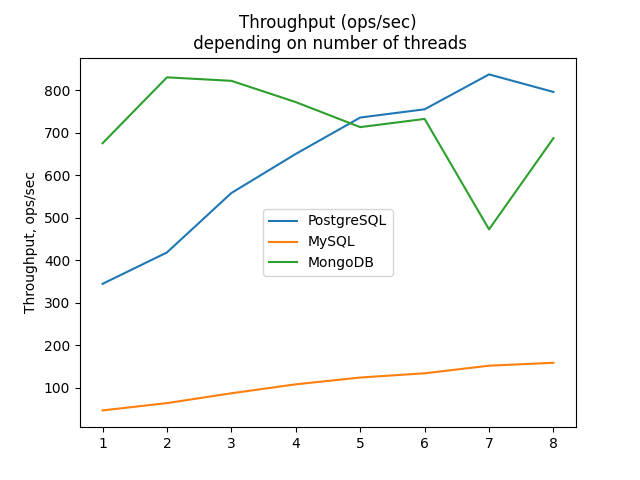 Throughput (ops/sec)
depending on number of threads
Throughput, ops/sec
800
700
600
500
400
300
200
100
PostgreSQL
MySQL
MongoDB
1 2 3 4 5 6 7 8